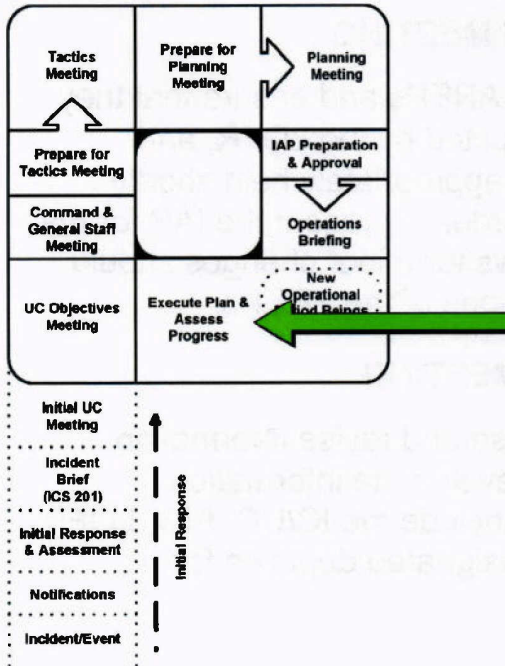 Tactics
Meeting
Prepare for
Planning
Meeting
Planning
Meeting
Prepare for
Tactics Meeting
IAP Preparation
& Approval
Command &
General Staff
Meeting
Operations
Briefing
UC Objectives
Meeting
Execute Plan &
Assess
Progress
New
Operational
Beings
Initial UC
Meeting
Incident
Brief
(ICS 201)
Initial Response
& Assessment
Notifications
Incident/Event
Initial Response